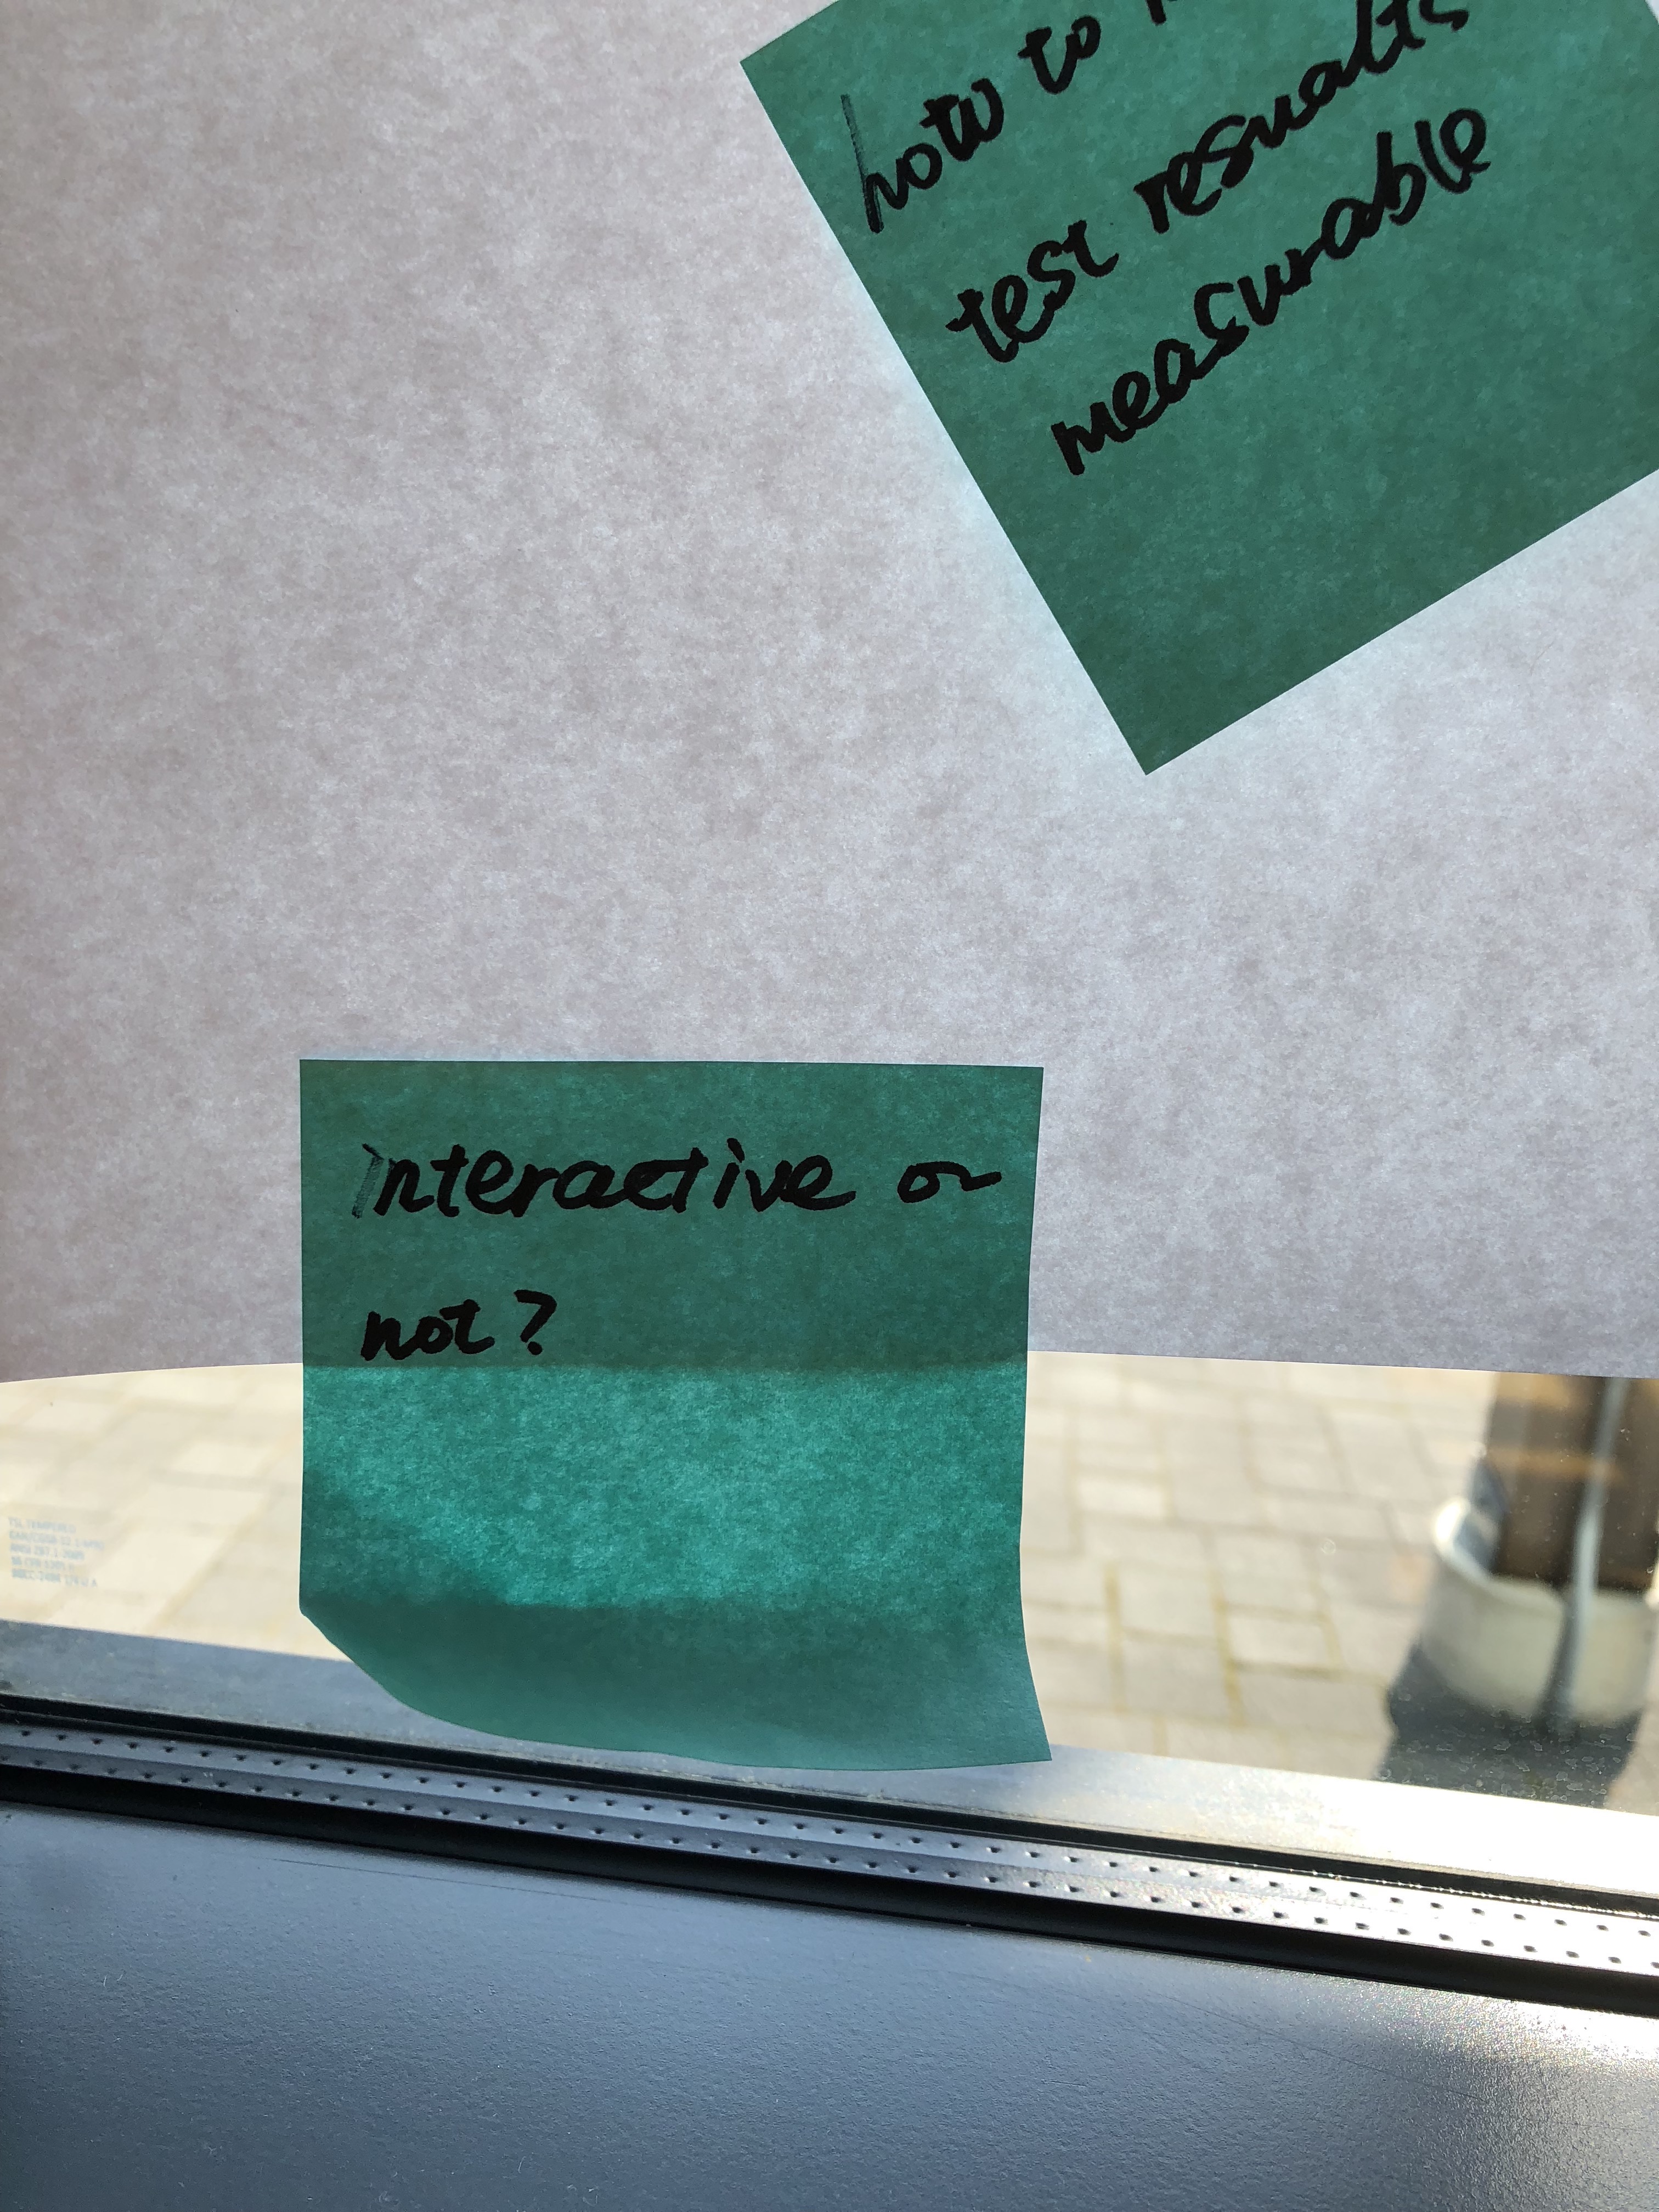 how to
test resualts
measurable
interactive or
not?